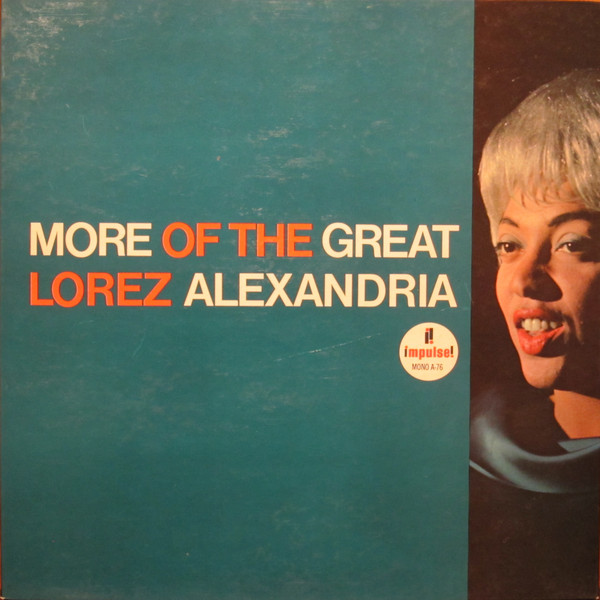 MORE OF THE GREAT
LOREZ ALEXANDRIA
i!
impulse!
MONO A-76